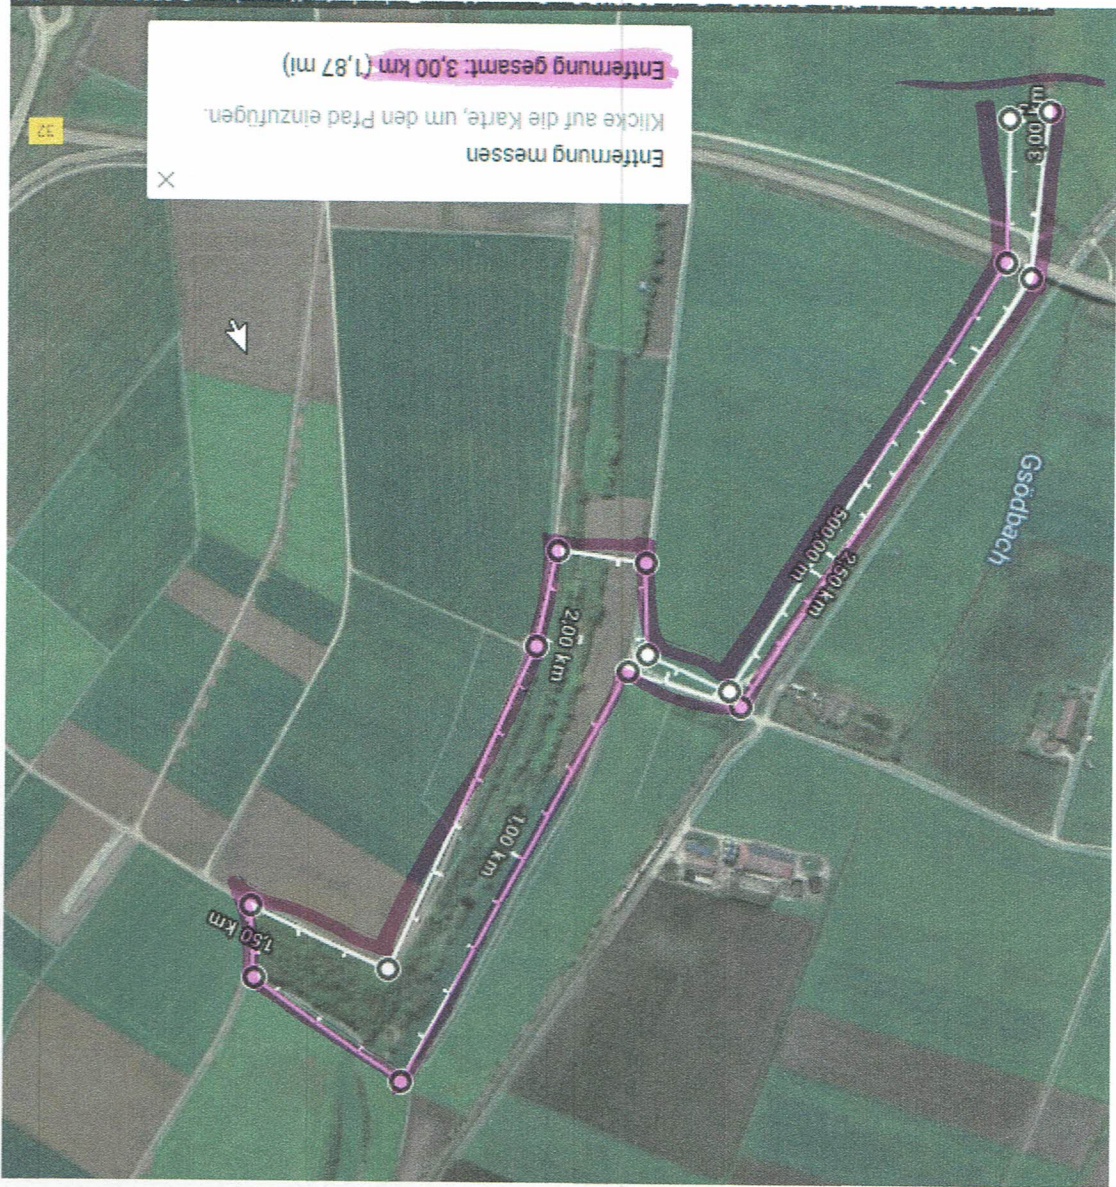 Entfernung messen
Klicke auf die Karte, um den Pfad einzufügen.
Entfernung gesamt: 3,00 km (1,87 mi)
32
Gsödbach
500,00 m
1,00 km
1,50 km
2,00 km
2,50 km
3,00 km